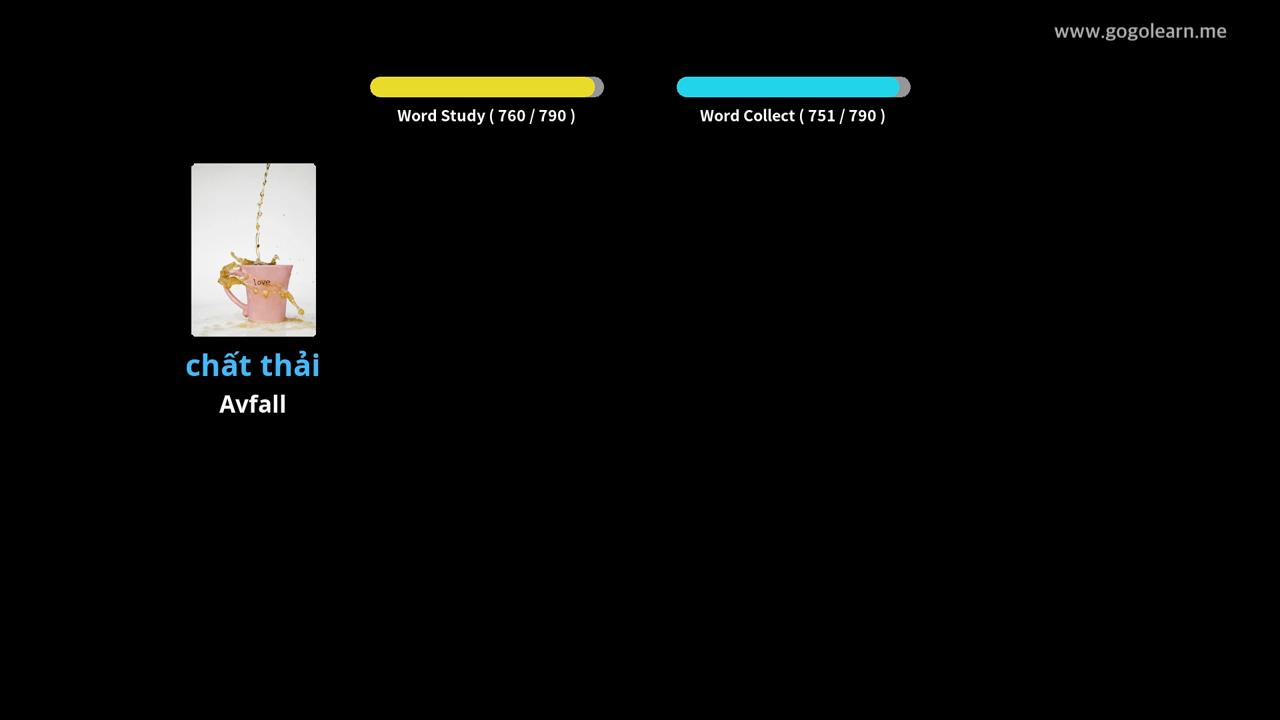 www.gogolearn.me
Word Study ( 760 / 790 )
Word Collect ( 751 / 790 )
love
chất thải
Avfall